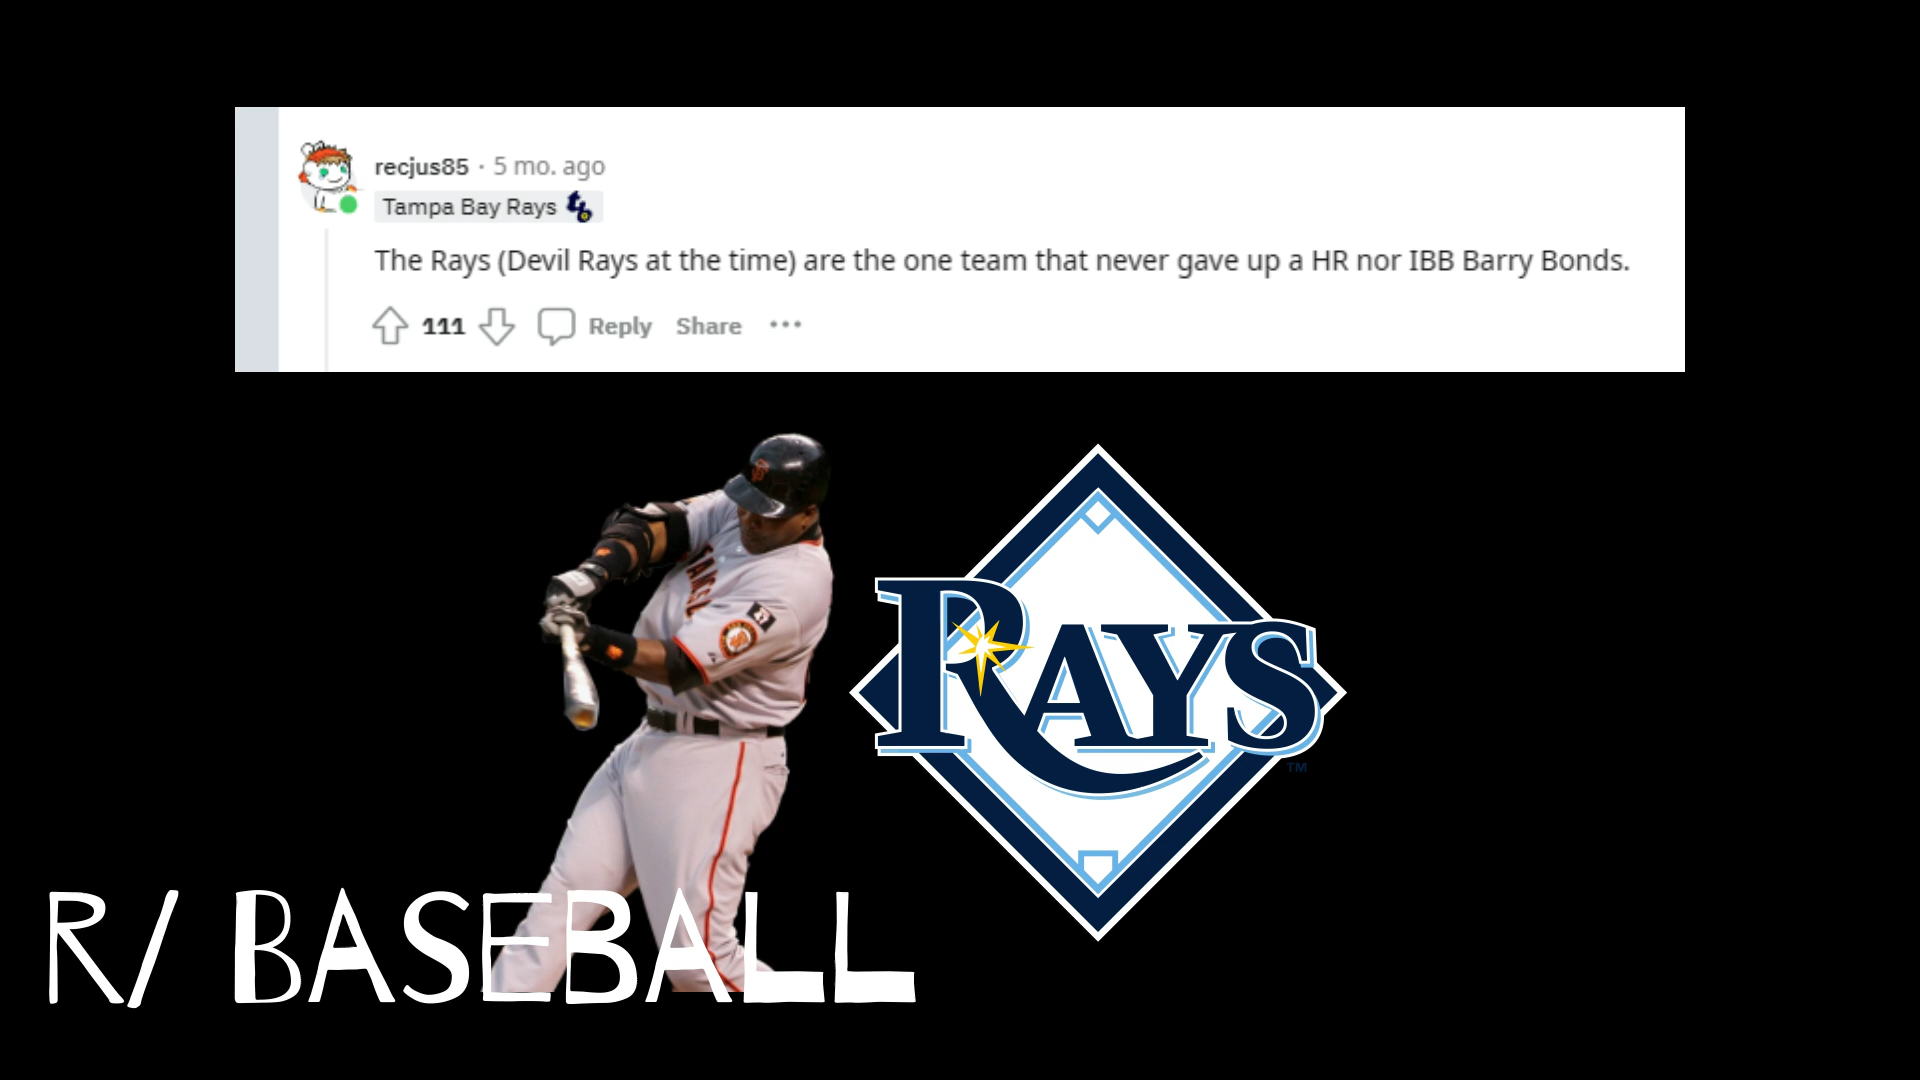 recjus85 · 5 mo. ago
Tampa Bay Rays
The Rays (Devil Rays at the time) are the one team that never gave up a HR nor IBB Barry Bonds.
111 Reply Share ···
RAYS
TM
R/ BASEBALL